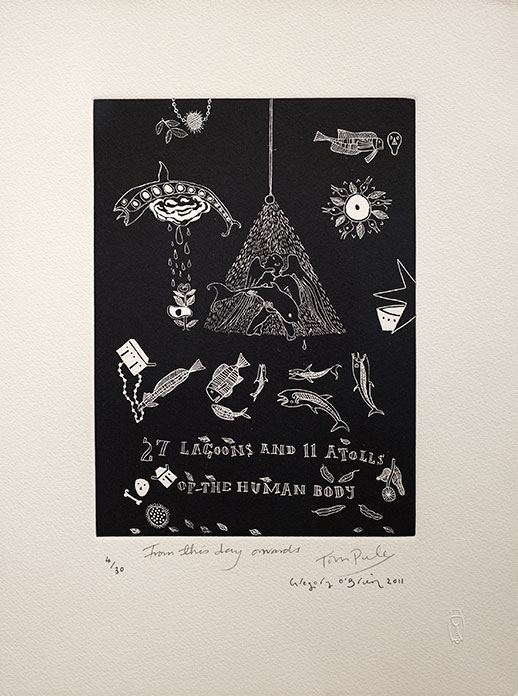 27 LAGOONS AND 11 ATOLLS
OF THE HUMAN BODY
4/30
From this day onwards
John Pule
Gregory O'Brien 2011